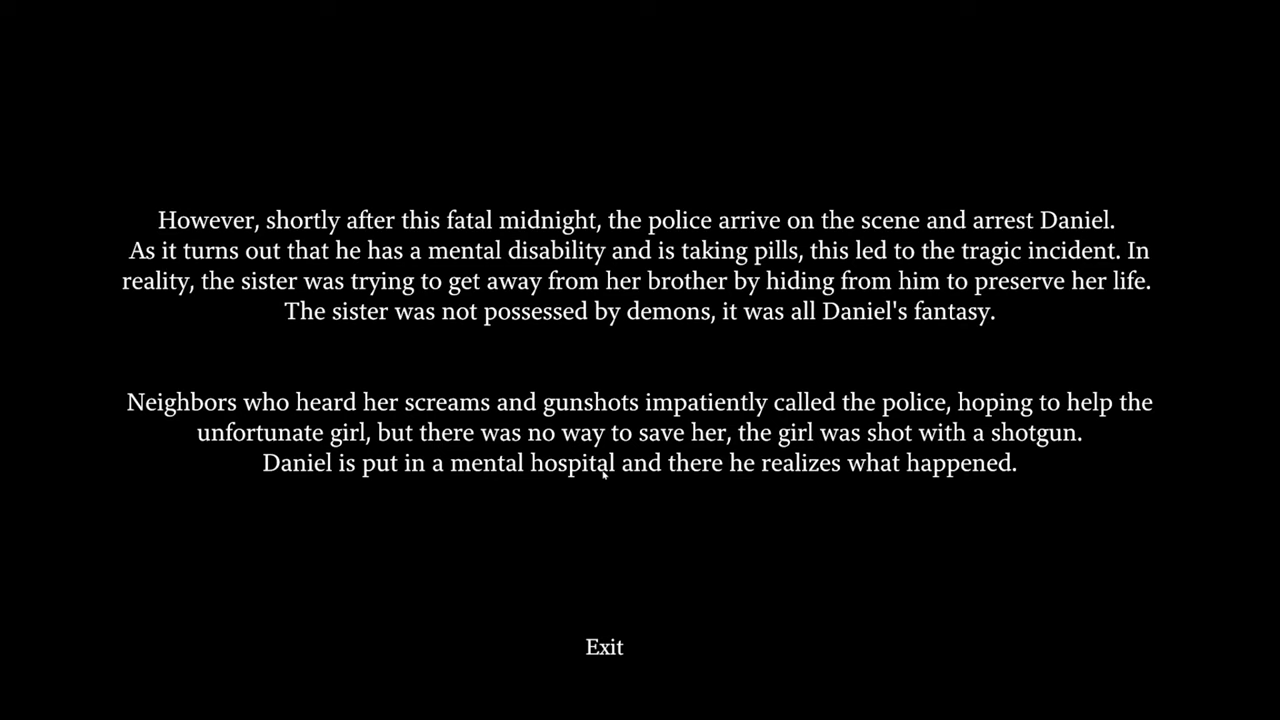 However, shortly after this fatal midnight, the police arrive on the scene and arrest Daniel.
As it turns out that he has a mental disability and is taking pills, this led to the tragic incident. In
reality, the sister was trying to get away from her brother by hiding from him to preserve her life.
The sister was not possessed by demons, it was all Daniel's fantasy.
Neighbors who heard her screams and gunshots impatiently called the police, hoping to help the
unfortunate girl, but there was no way to save her, the girl was shot with a shotgun.
Daniel is put in a mental hospital and there he realizes what happened.
Exit